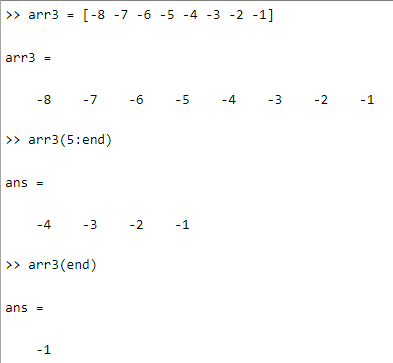 >> arr3 = [-8 -7 -6 -5 -4 -3 -2 -1]
arr3 =
-8 -7 -6 -5 -4 -3 -2 -1
>> arr3(5:end)
ans =
-4 -3 -2 -1
>> arr3(end)
ans =
-1